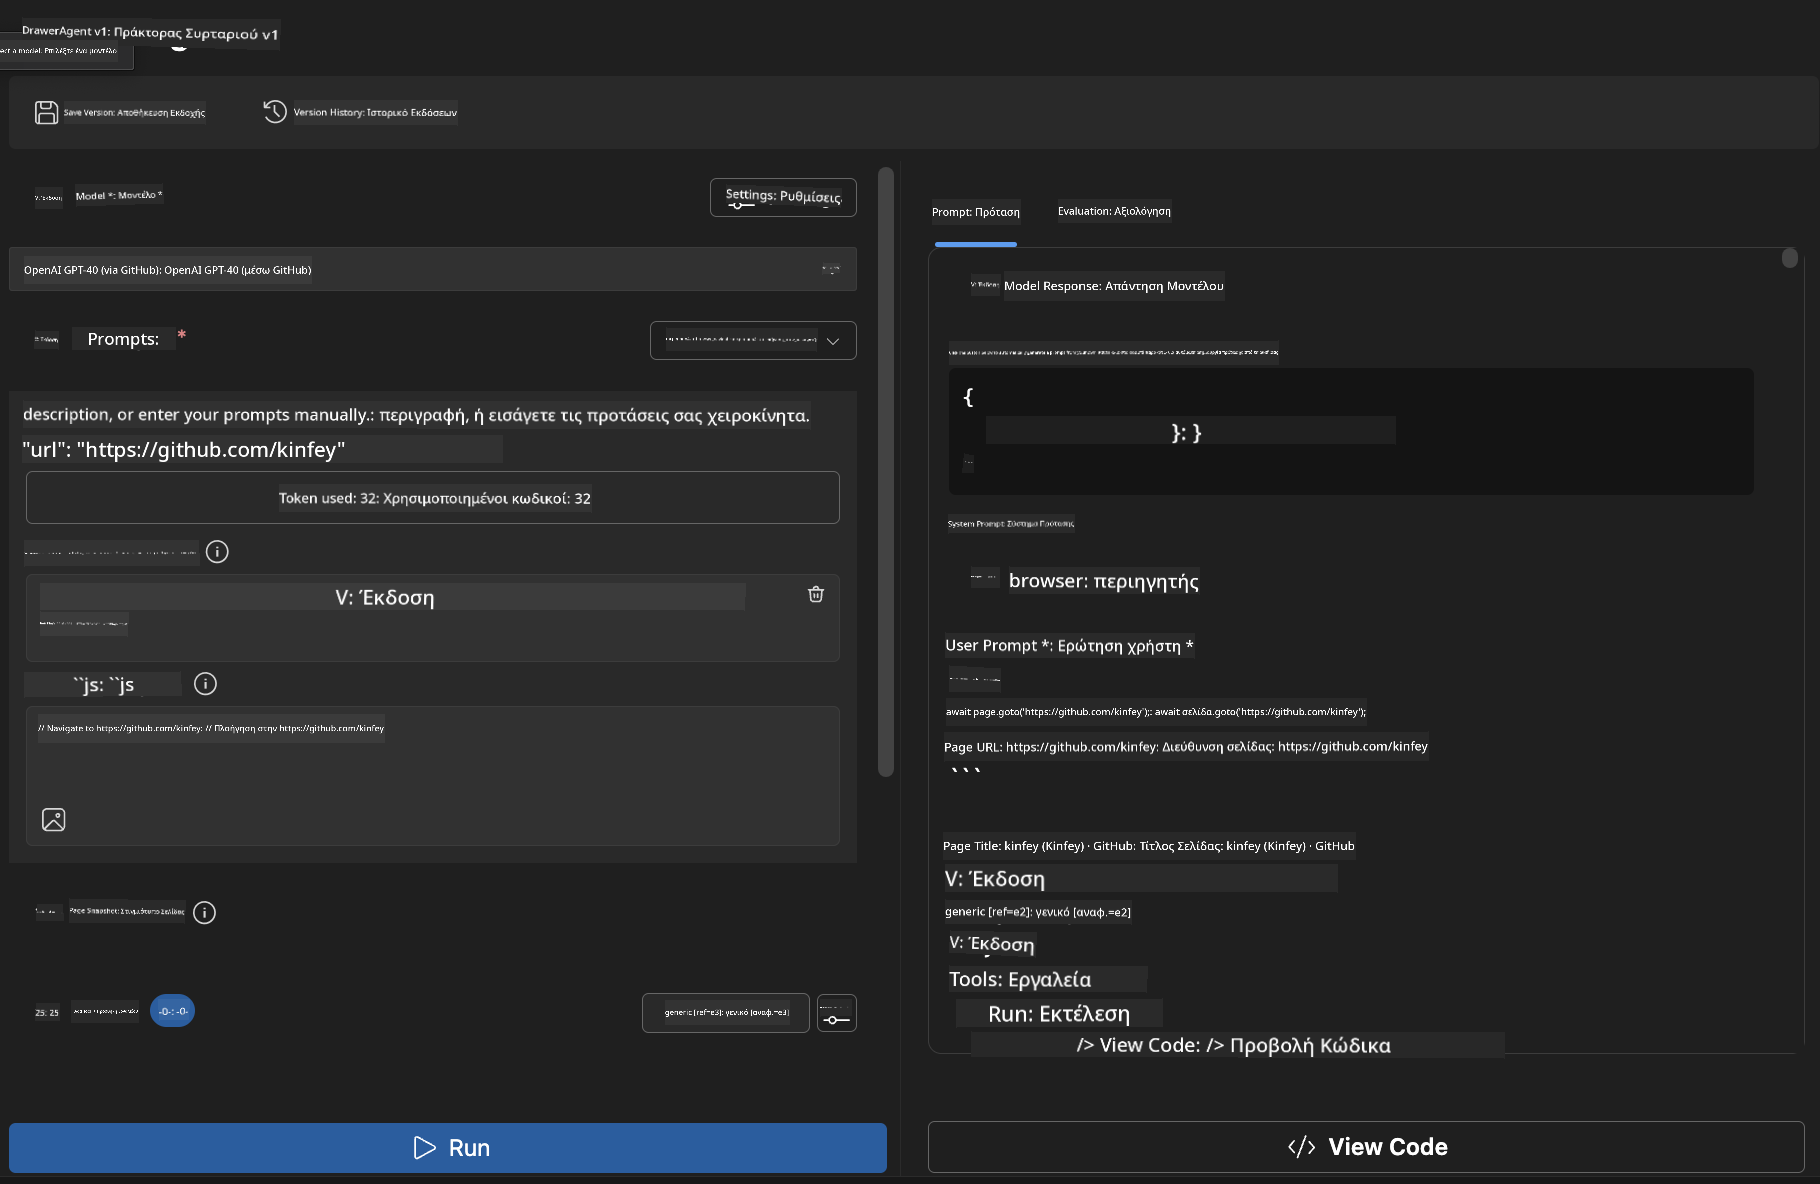 DrawerAgent v1: Πράκτορας Συρταριού v1
ect a model: Επιλέξτε ένα μοντέλο
Save Version: Αποθήκευση Εκδοχής
Version History: Ιστορικό Εκδόσεων
V: Έκδοση
Model *: Μοντέλο *
Settings: Ρυθμίσεις
OpenAI GPT-40 (via GitHub): OpenAI GPT-40 (μέσω GitHub)
Prompts: *
description, or enter your prompts manually.: περιγραφή, ή εισάγετε τις προτάσεις σας χειροκίνητα.
"url": "https://github.com/kinfey"
Token used: 32: Χρησιμοποιημένοι κωδικοί: 32
V: Έκδοση
``js: ``js
// Navigate to https://github.com/kinfey: // Πλοήγηση στην https://github.com/kinfey
Page Snapshot: Στιγμιότυπο Σελίδας
25: 25
-0-: -0-
generic [ref=e3]: γενικό [αναφ.=e3]
Run
Prompt: Πρόταση
Evaluation: Αξιολόγηση
V: Έκδοση
Model Response: Απάντηση Μοντέλου
{
}: }
System Prompt: Σύστημα Πρότασης
browser: περιηγητής
User Prompt *: Ερώτηση χρήστη *
await page.goto('https://github.com/kinfey');: await σελίδα.goto('https://github.com/kinfey');
Page URL: https://github.com/kinfey: Διεύθυνση σελίδας: https://github.com/kinfey
```
Page Title: kinfey (Kinfey) · GitHub: Τίτλος Σελίδας: kinfey (Kinfey) · GitHub
V: Έκδοση
generic [ref=e2]: γενικό [αναφ.=e2]
V: Έκδοση
Tools: Εργαλεία
Run: Εκτέλεση
/> View Code: /> Προβολή Κώδικα
</> View Code